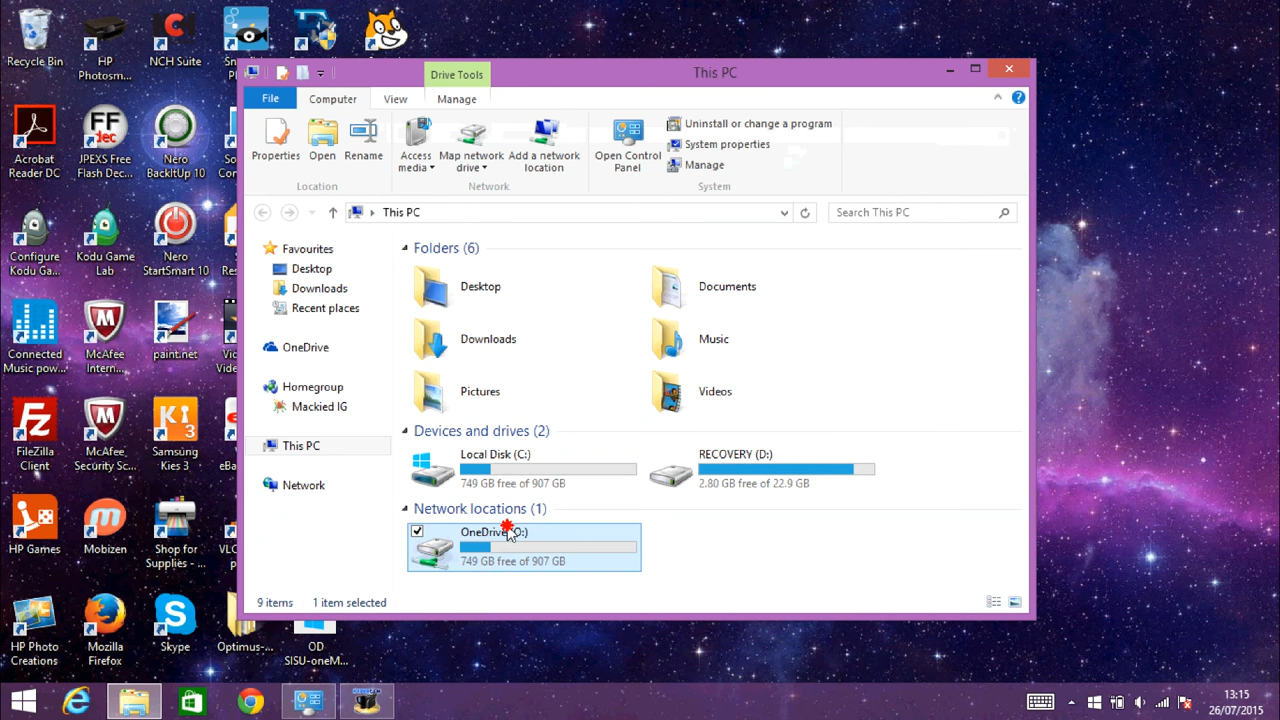 Recycle Bin
HP Photosm...
NCH Suite
Acrobat Reader DC
JPEXS Free Flash Dec...
Nero BackItUp 10
Configure Kodu Ga...
Kodu Game Lab
Nero StartSmart 10
Connected Music pow...
McAfee Intern...
paint.net
FileZilla Client
McAfee Security Sc...
Samsung Kies 3
HP Games
Mobizen
Shop for Supplies - ...
HP Photo Creations
Mozilla Firefox
Skype
Optimus-...
OD SISU-oneM...
Drive Tools
This PC
File
Computer
View
Manage
Properties
Open
Rename
Location
Access media
Map network drive
Add a network location
Network
Open Control Panel
Uninstall or change a program
System properties
Manage
System
This PC
Search This PC
Favourites
Desktop
Downloads
Recent places
OneDrive
Homegroup
Mackied IG
This PC
Network
Folders (6)
Desktop
Documents
Downloads
Music
Pictures
Videos
Devices and drives (2)
Local Disk (C:)
749 GB free of 907 GB
RECOVERY (D:)
2.80 GB free of 22.9 GB
Network locations (1)
OneDrive
749 GB free of 907 GB
9 items
1 item selected
13:15
26/07/2015